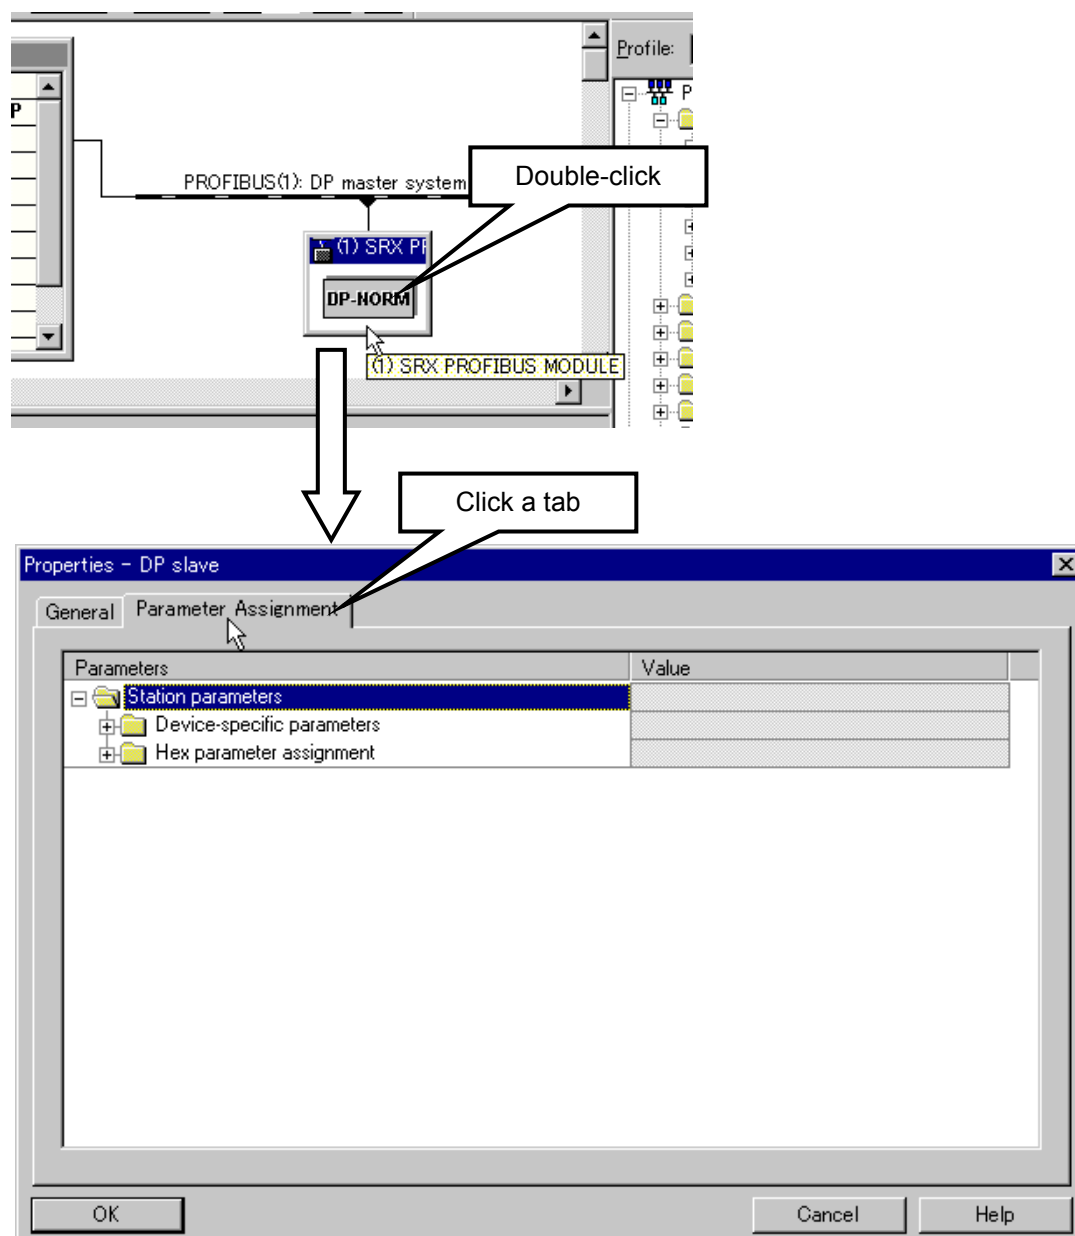 Profile:
P
P
Double-click
PROFIBUS(1): DP master system
(1) SRX PF
DP-NORM
(1) SRX PROFIBUS MODULE
Click a tab
Properties - DP slave
General
Parameter Assignment
Parameters
Value
Station parameters
Device-specific parameters
Hex parameter assignment
OK
Cancel
Help